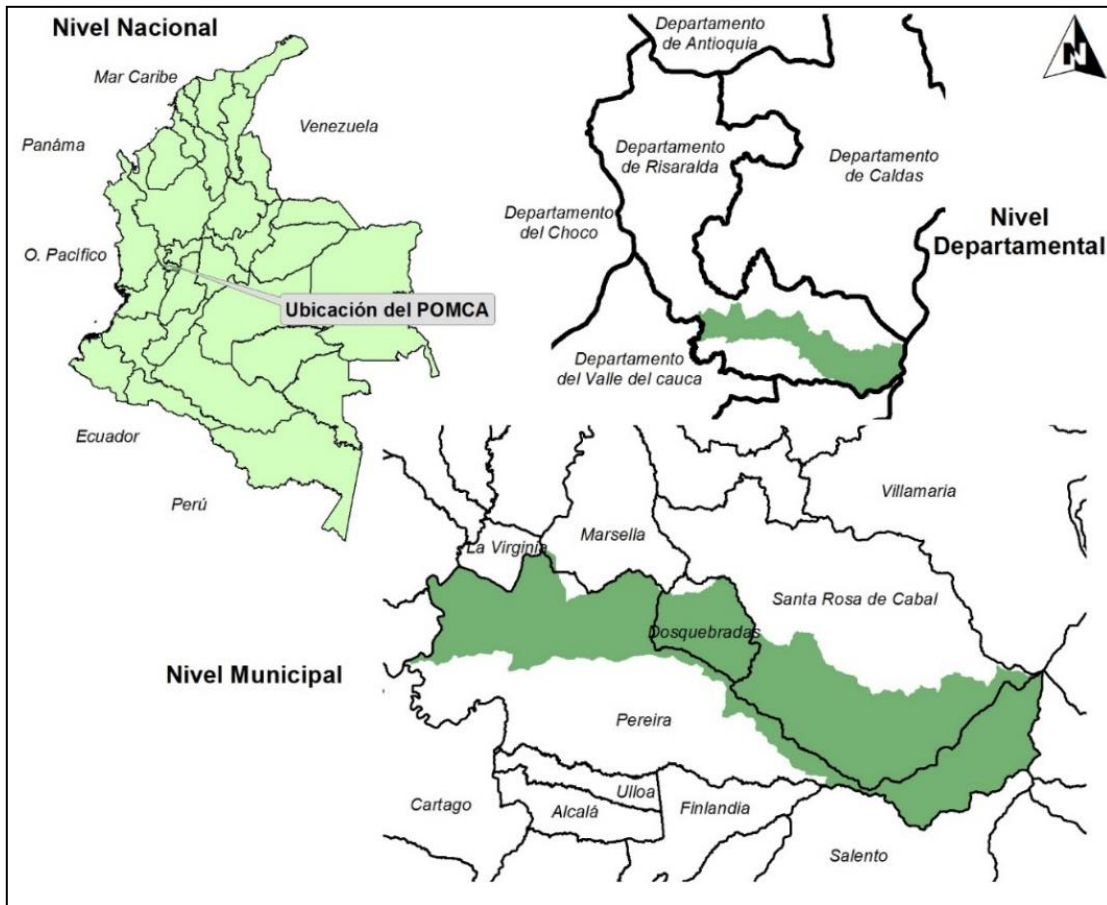 Nivel Nacional
Mar Caribe
Venezuela
Panáma
O. Pacífico
Ubicación del POMCA
Ecuador
Perú
Departamento
de Antioquia
N
Departamento
de Risaralda
Departamento
de Caldas
Departamento
del Choco
Nivel
Departamental
Departamento
del Valle del cauca
Villamaria
La Virginia
Marsella
Santa Rosa de Cabal
Dosquebradas
Nivel Municipal
Pereira
Ulloa
Cartago
Alcalá
Finlandia
Salento